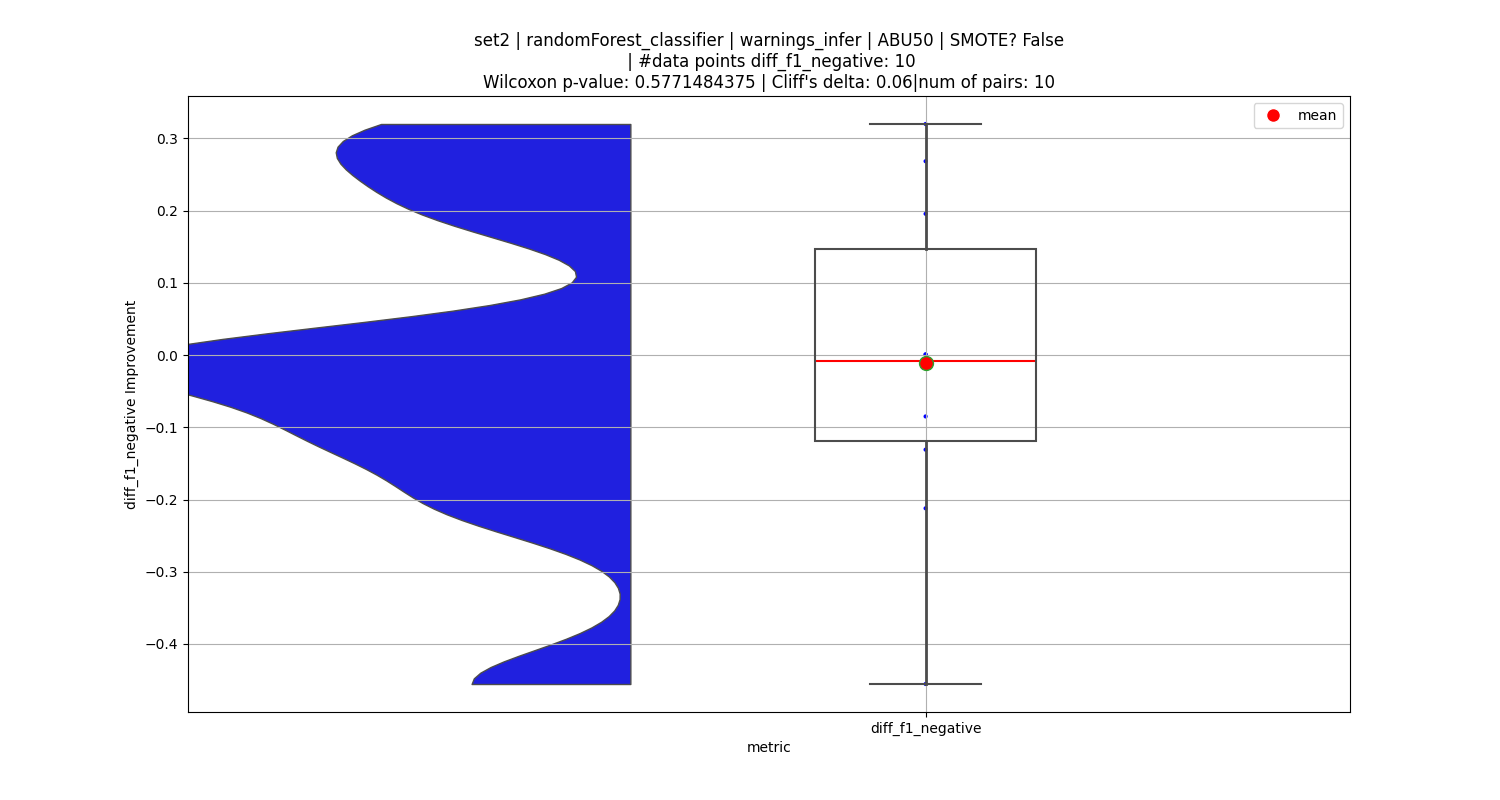 set2 | randomForest_classifier | warnings_infer | ABU50 | SMOTE? False
| #data points diff_f1_negative: 10
Wilcoxon p-value: 0.5771484375 | Cliff's delta: 0.06|num of pairs: 10
mean
0.3
0.2
0.1
0.0
−0.1
−0.2
−0.3
−0.4
diff_f1_negative Improvement
diff_f1_negative
metric